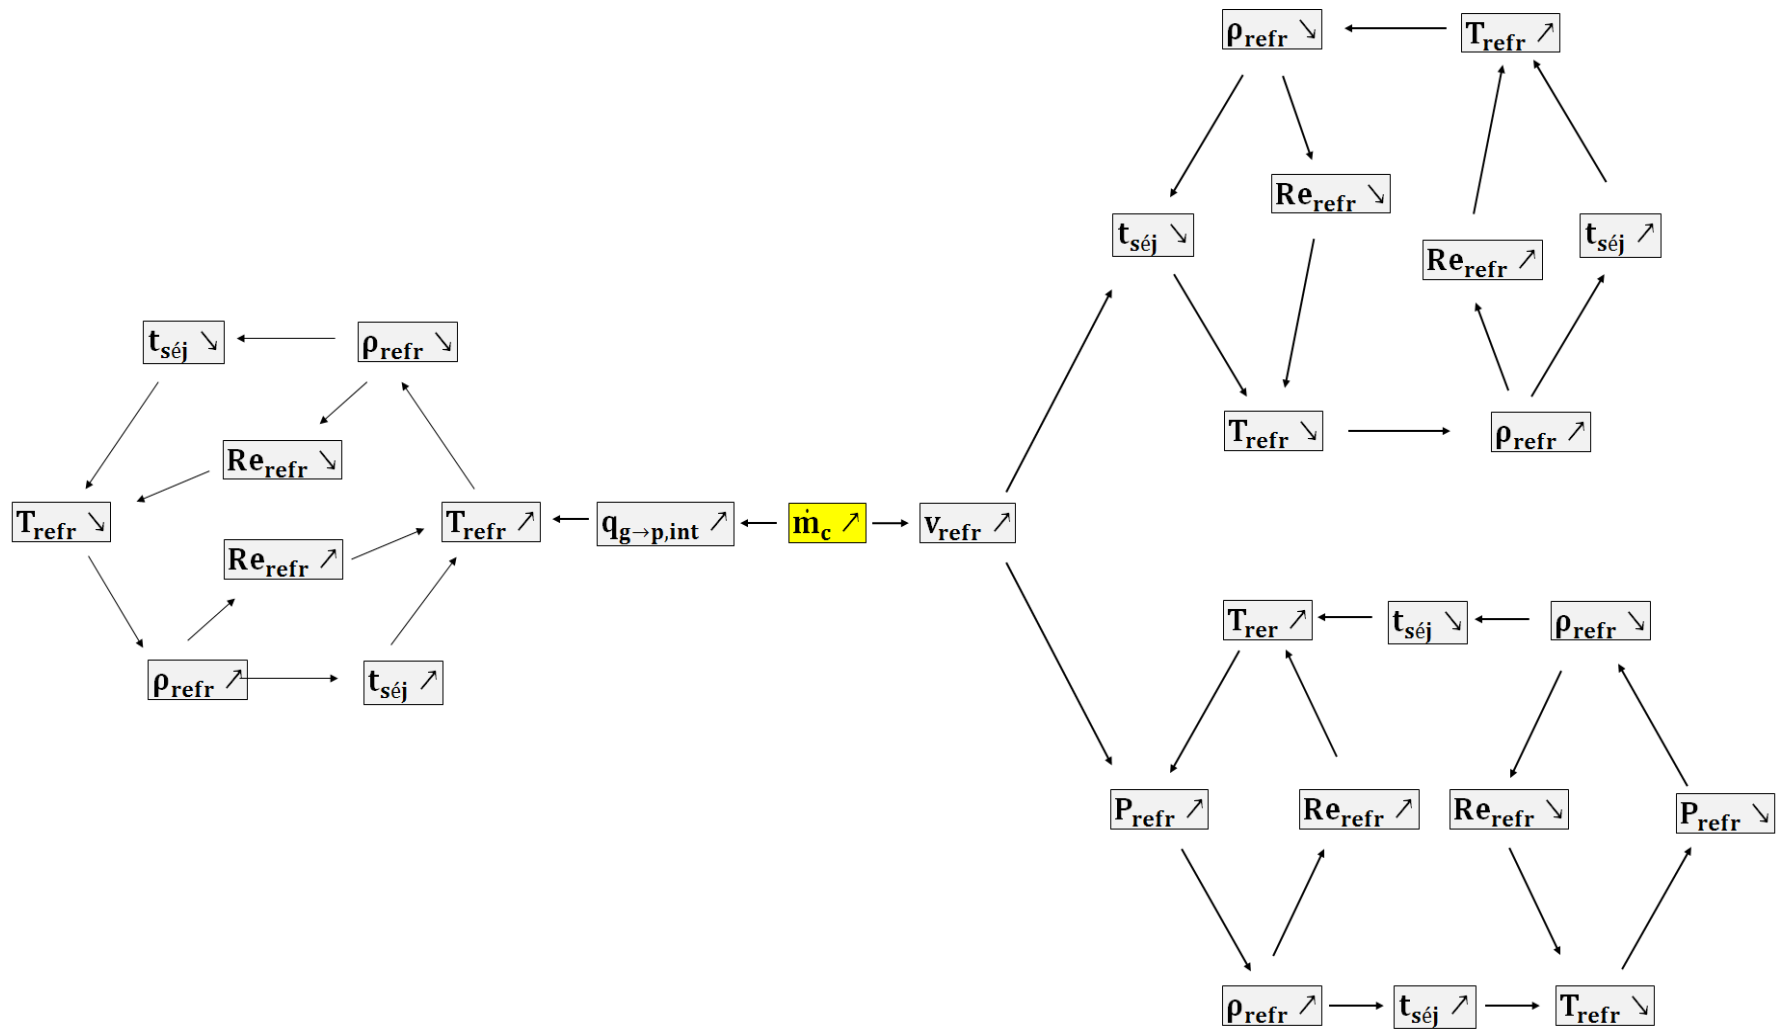 ρrefr ↘
Trefr ↗
Rerefr ↘
tséj ↘
tséj ↗
Rerefr ↗
Trefr ↘
ρrefr ↗
tséj ↘
ρrefr ↘
Rerefr ↘
Trefr ↘
Trefr ↗
qg→p,int ↗
ṁc ↗
vrefr ↗
Rerefr ↗
ρrefr ↗
tséj ↗
Trer ↗
tséj ↘
ρrefr ↘
Prefr ↗
Rerefr ↗
Rerefr ↘
Prefr ↘
ρrefr ↗
tséj ↗
Trefr ↘